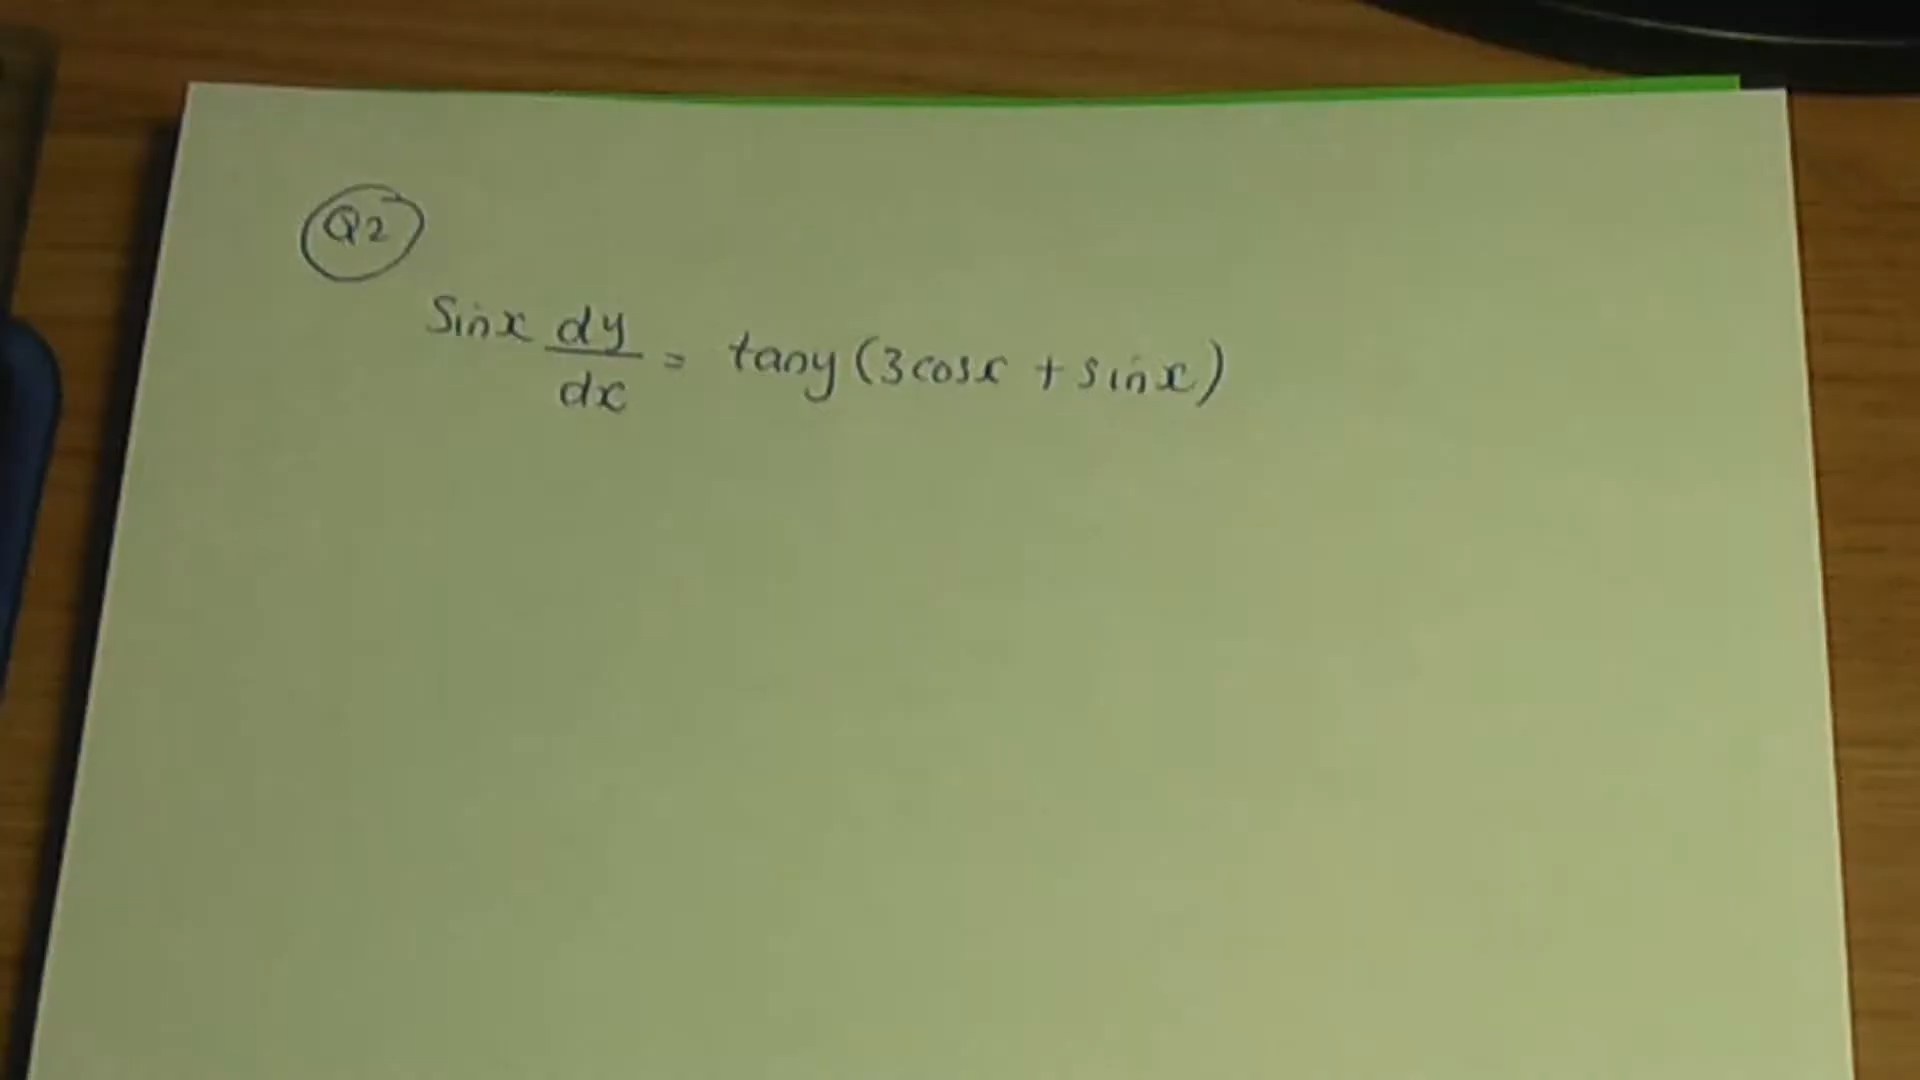 Q2
Sinx dy/dx = tany (3cosx + sinx)